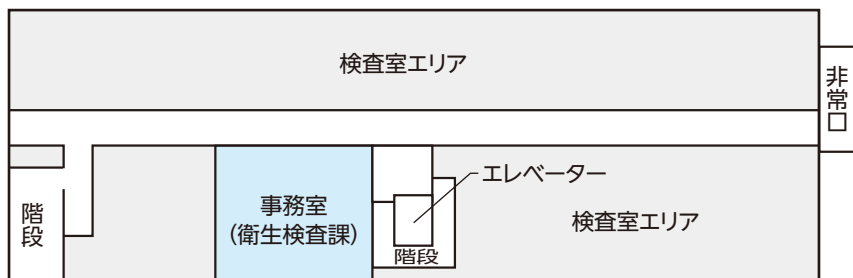 検査室エリア
非常口
エレベーター
階段
事務室
(衛生検査課)
検査室エリア
階段